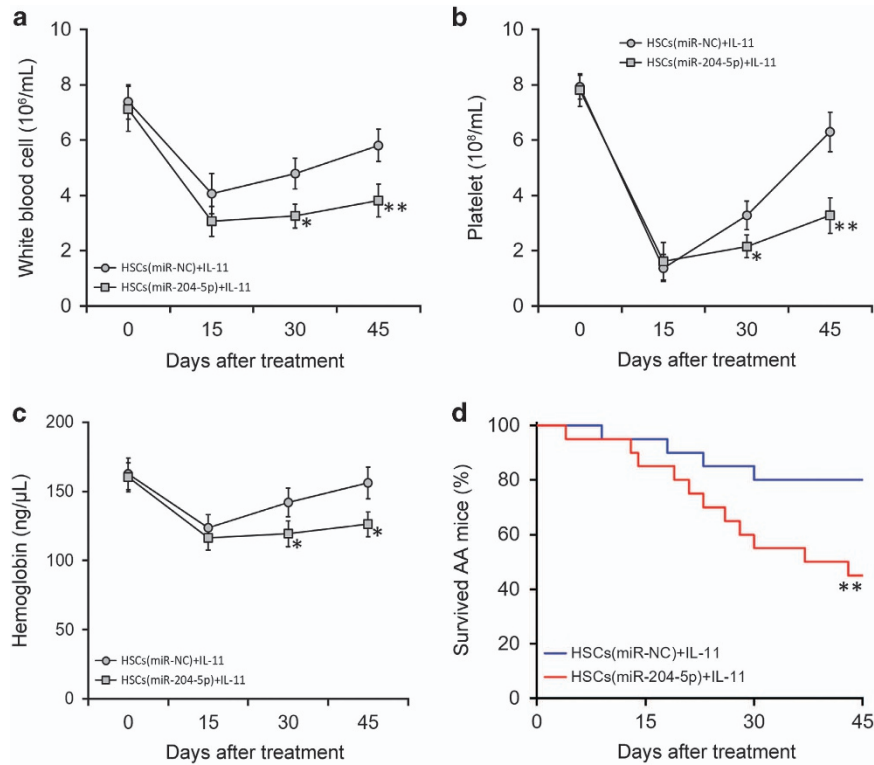 a
White blood cell (10⁶/mL)
10
8
6
4
2
0
**
*
HSCs(miR-NC)+IL-11
HSCs(miR-204-5p)+IL-11
0 15 30 45
Days after treatment
b
HSCs(miR-NC)+IL-11
HSCs(miR-204-5p)+IL-11
Platelet (10⁸/mL)
10
8
6
4
2
0
**
*
0 15 30 45
Days after treatment
c
Hemoglobin (ng/µL)
200
150
100
50
0
*
*
HSCs(miR-NC)+IL-11
HSCs(miR-204-5p)+IL-11
0 15 30 45
Days after treatment
d
Survived AA mice (%)
100
80
60
40
20
0
**
HSCs(miR-NC)+IL-11
HSCs(miR-204-5p)+IL-11
0 15 30 45
Days after treatment